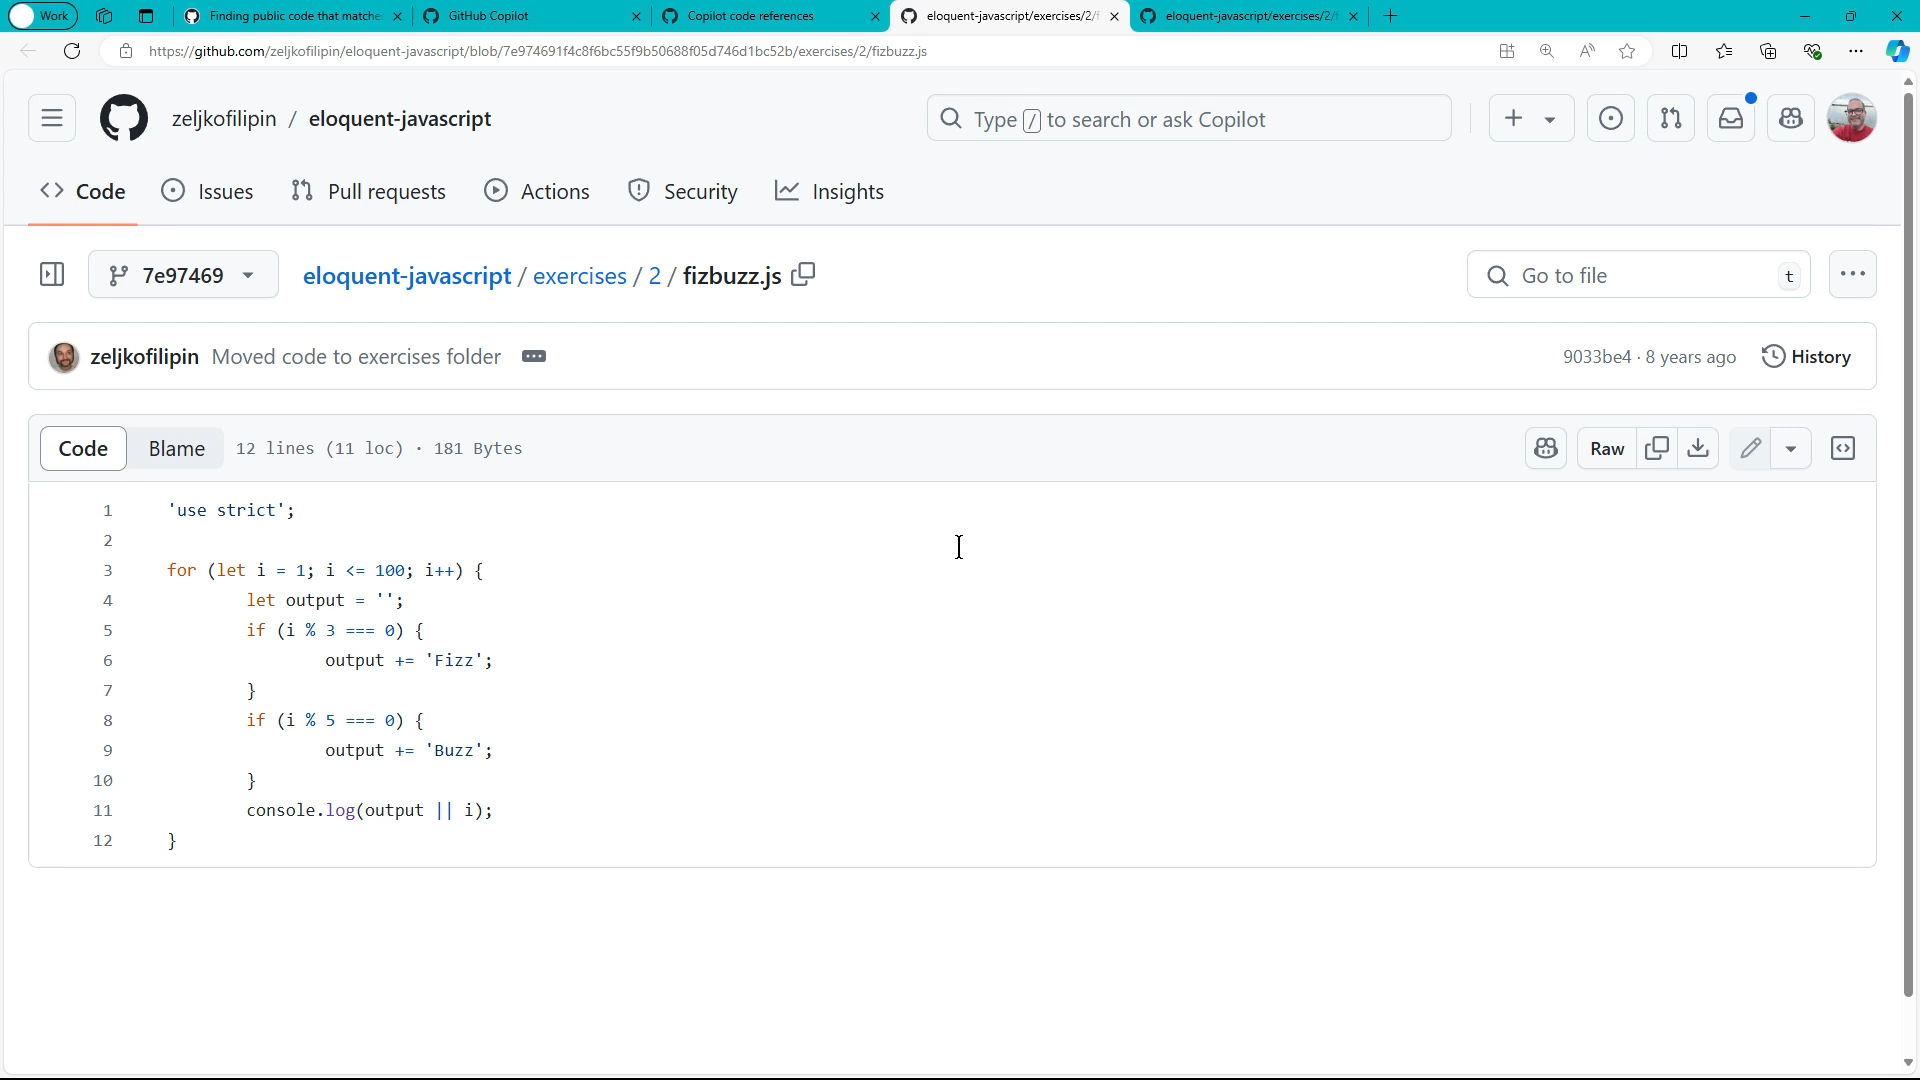 Work
Finding public code that matche
GitHub Copilot
Copilot code references
eloquent-javascript/exercises/2/f
eloquent-javascript/exercises/2/f
https://github.com/zeljkofilipin/eloquent-javascript/blob/7e974691f4c8f6bc55f9b50688f05d746d1bc52b/exercises/2/fizbuzz.js
zeljkofilipin / eloquent-javascript
Type / to search or ask Copilot
Code
Issues
Pull requests
Actions
Security
Insights
7e97469
eloquent-javascript / exercises / 2 / fizbuzz.js
Go to file
t
zeljkofilipin Moved code to exercises folder
9033be4 · 8 years ago
History
Code
Blame
12 lines (11 loc) · 181 Bytes
Raw
1 'use strict';
2
3 for (let i = 1; i <= 100; i++) {
4 let output = '';
5 if (i % 3 === 0) {
6 output += 'Fizz';
7 }
8 if (i % 5 === 0) {
9 output += 'Buzz';
10 }
11 console.log(output || i);
12 }